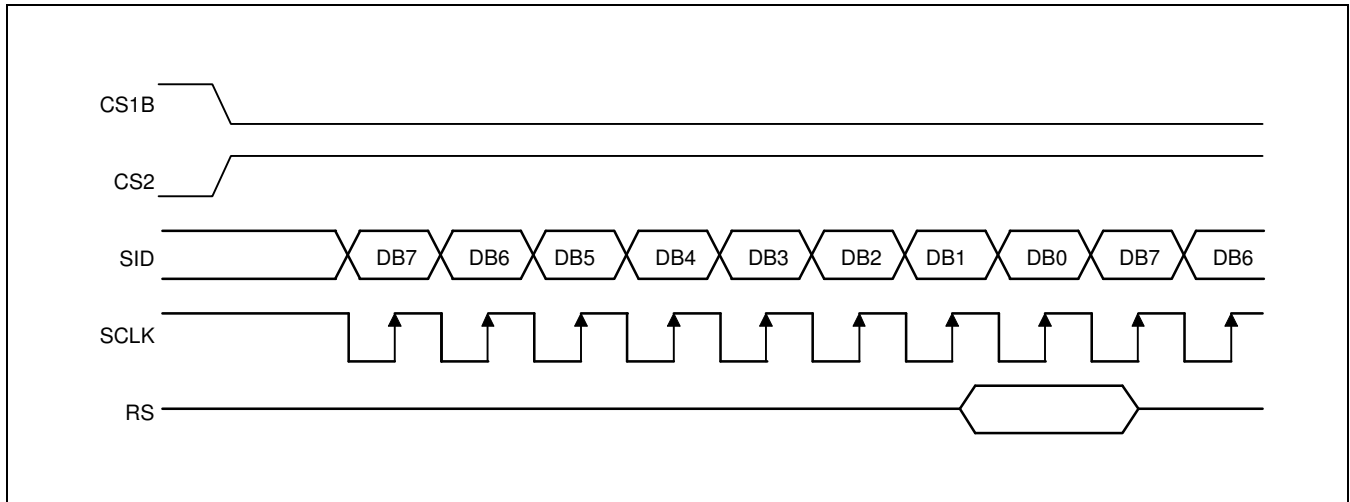 CS1B
CS2
SID DB7 DB6 DB5 DB4 DB3 DB2 DB1 DB0 DB7 DB6
SCLK
RS